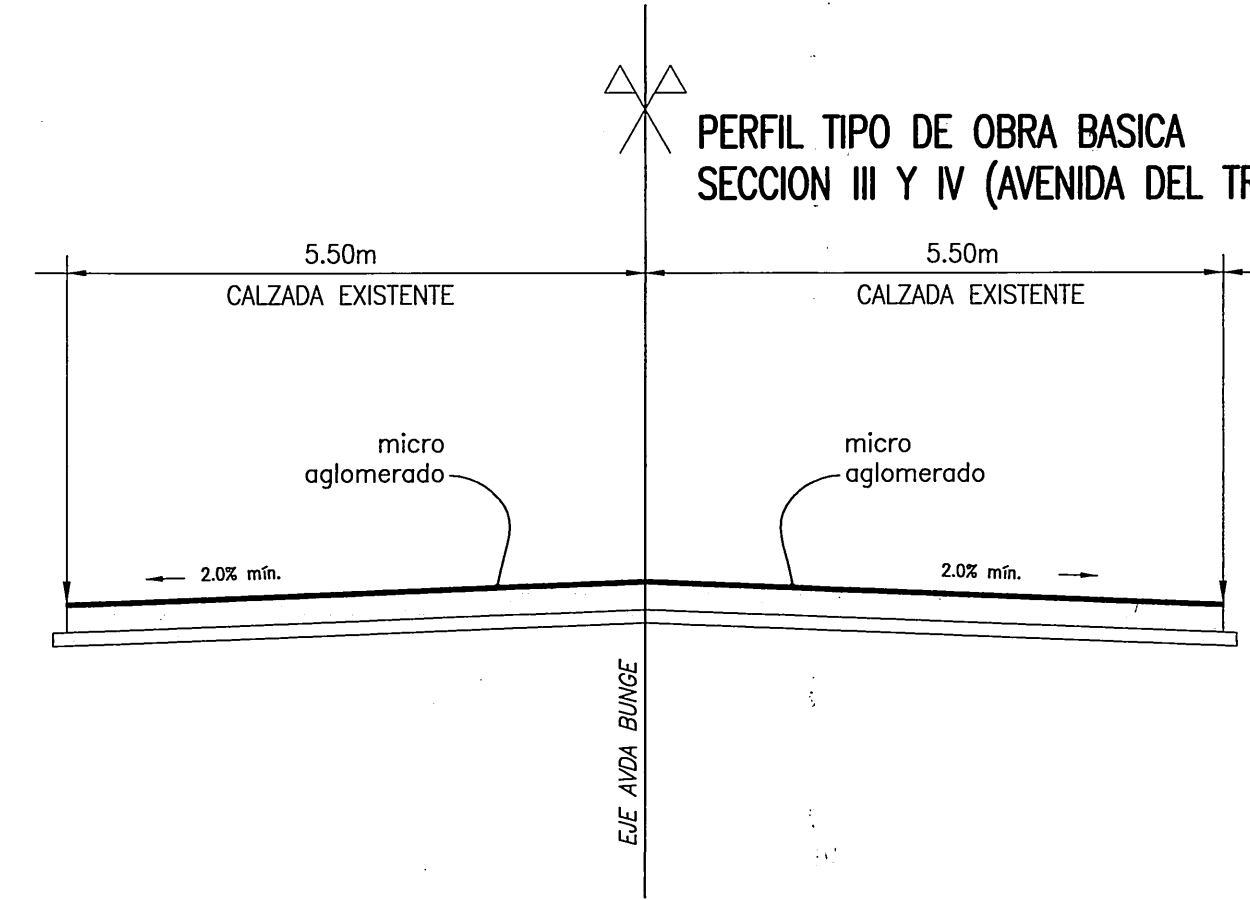 PERFIL TIPO DE OBRA BASICA
SECCION III Y IV (AVENIDA DEL
5.50m
5.50m
CALZADA EXISTENTE
CALZADA EXISTENTE
micro
aglomerado
micro
aglomerado
2.0% mín.
2.0% mín.
EJE AVDA BUNGE